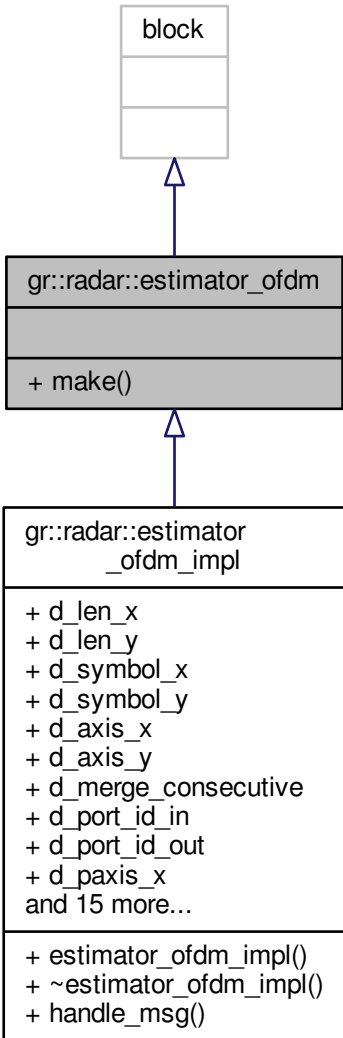 block
gr::radar::estimator_ofdm
+ make()
gr::radar::estimator
_ofdm_impl
+ d_len_x
+ d_len_y
+ d_symbol_x
+ d_symbol_y
+ d_axis_x
+ d_axis_y
+ d_merge_consecutive
+ d_port_id_in
+ d_port_id_out
+ d_paxis_x
and 15 more...
+ estimator_ofdm_impl()
+ ~estimator_ofdm_impl()
+ handle_msg()